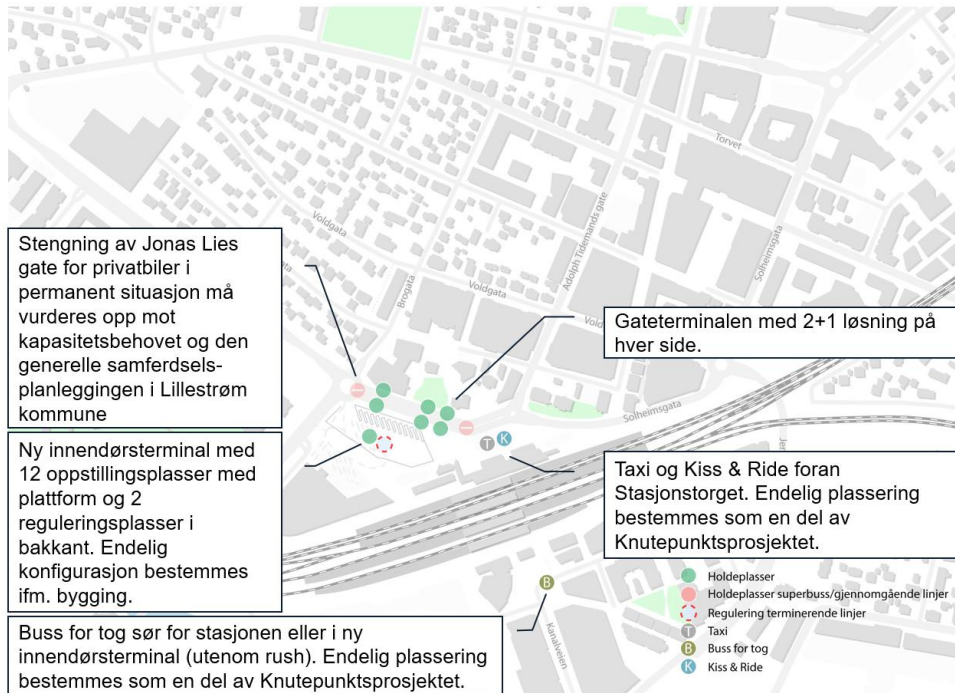 Torvet
Voldgata
Adolph Tidemands gate
Solheimsgata
Brogata
Voldgata
Stengning av Jonas Lies
gate for privatbiler i
permanent situasjon må
vurderes opp mot
kapasitetsbehovet og den
generelle samferdsels-
planleggingen i Lillestrøm
kommune
Gateterminalen med 2+1 løsning på
hver side.
Solheimsgata
T
K
Ny innendørsterminal med
12 oppstillingsplasser med
plattform og 2
reguleringsplasser i
bakkant. Endelig
konfigurasjon bestemmes
ifm. bygging.
Taxi og Kiss & Ride foran
Stasjonstorget. Endelig plassering
bestemmes som en del av
Knutepunktsprosjektet.
B
Kanalveien
Holdeplasser
Holdeplasser superbuss/gjennomgående linjer
Regulering terminerende linjer
T Taxi
B Buss for tog
K Kiss & Ride
Buss for tog sør for stasjonen eller i ny
innendørsterminal (utenom rush). Endelig plassering
bestemmes som en del av Knutepunktsprosjektet.